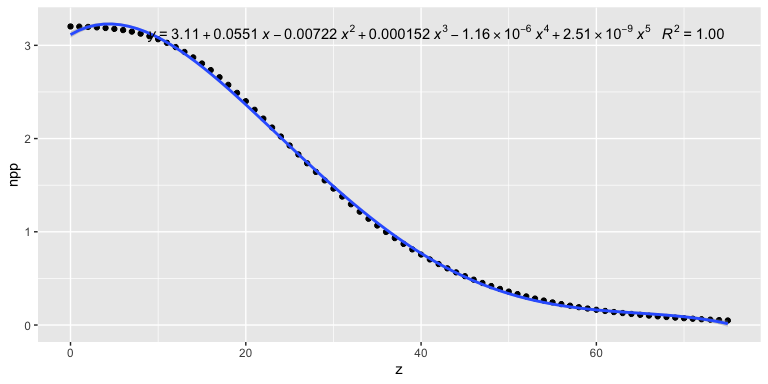 y = 3.11 + 0.0551 x − 0.00722 x² + 0.000152 x³ − 1.16 × 10⁻⁶ x⁴ + 2.51 × 10⁻⁹ x⁵ R² = 1.00
3
2
npp
1
0
0 20 40 60
z